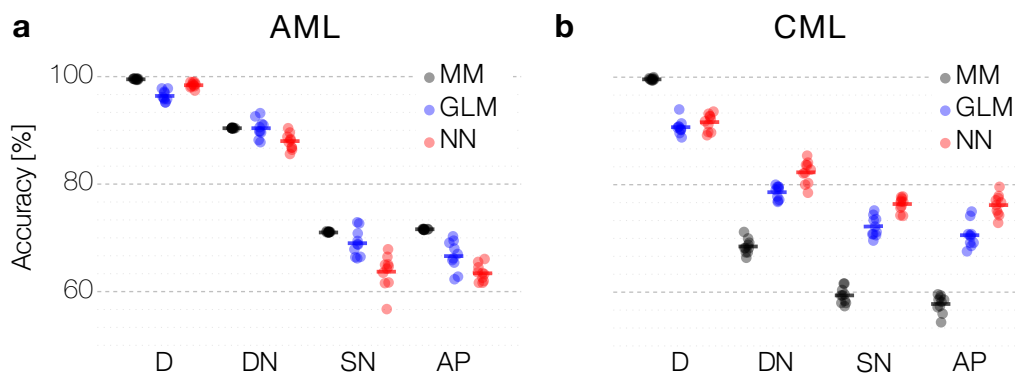 a
AML
Accuracy [%]
100
80
60
MM
GLM
NN
D DN SN AP
b
CML
MM
GLM
NN
D DN SN AP